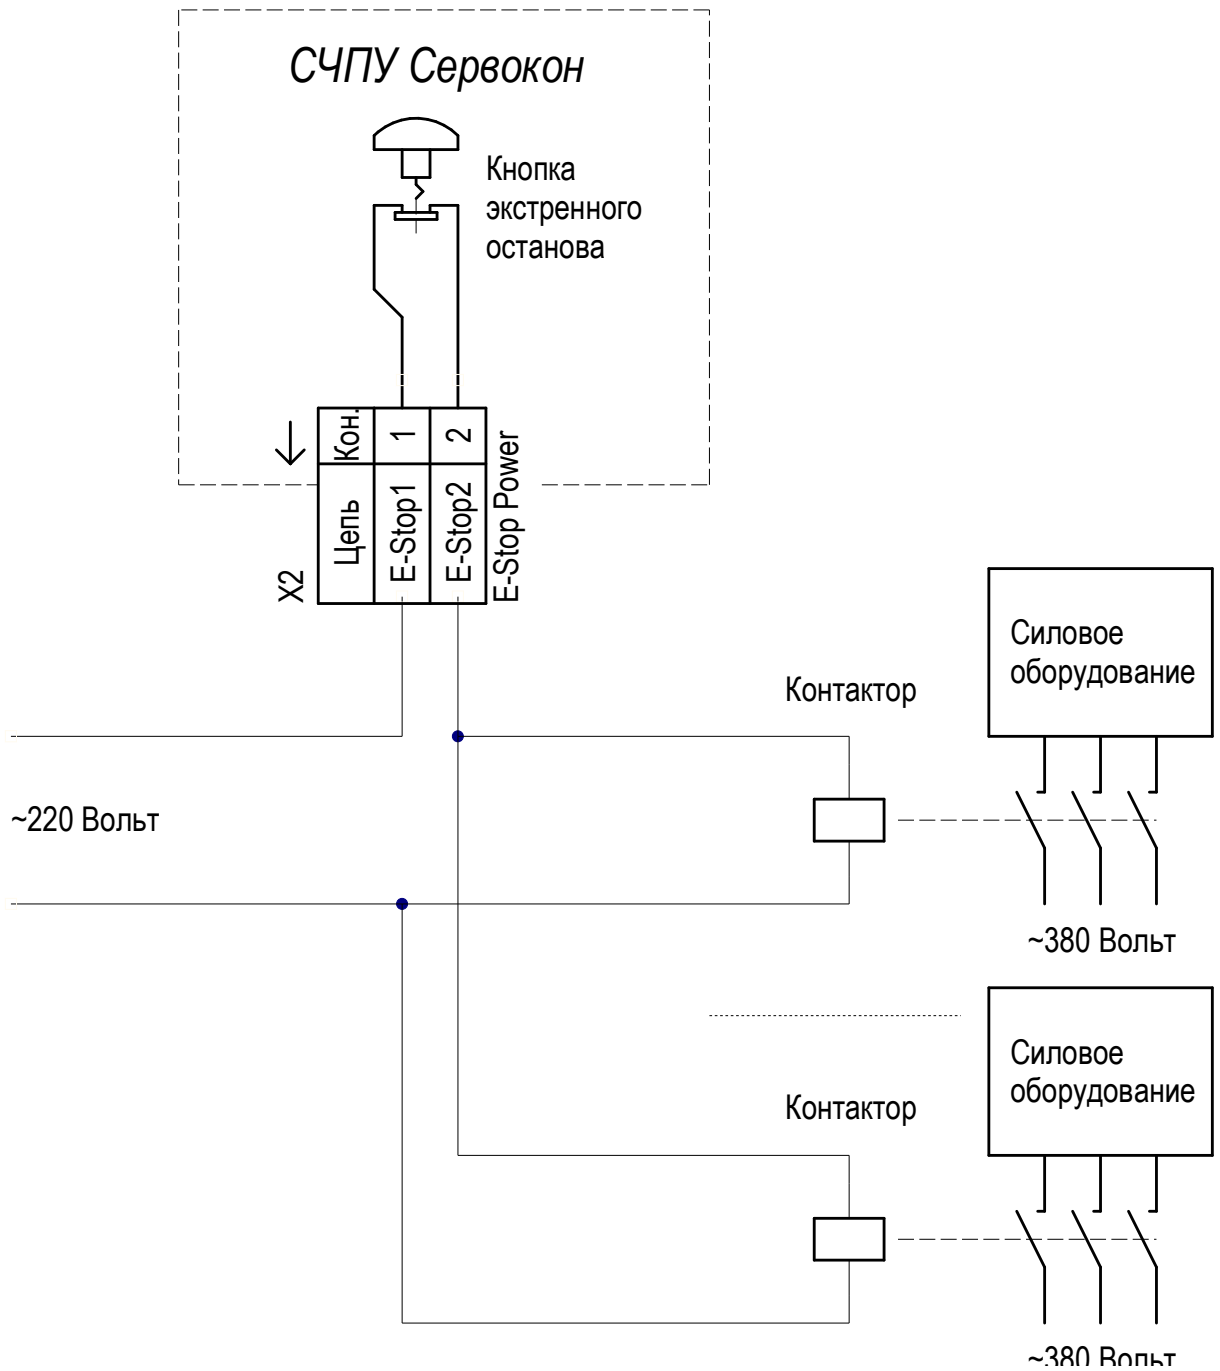 СЧПУ Сервокон
Кнопка
экстренного
останова
Кон.
1
2
Цепь
E-Stop1
E-Stop2
E-Stop Power
X2
Силовое
оборудование
Контактор
~220 Вольт
~380 Вольт
Силовое
оборудование
Контактор
~380 Вольт